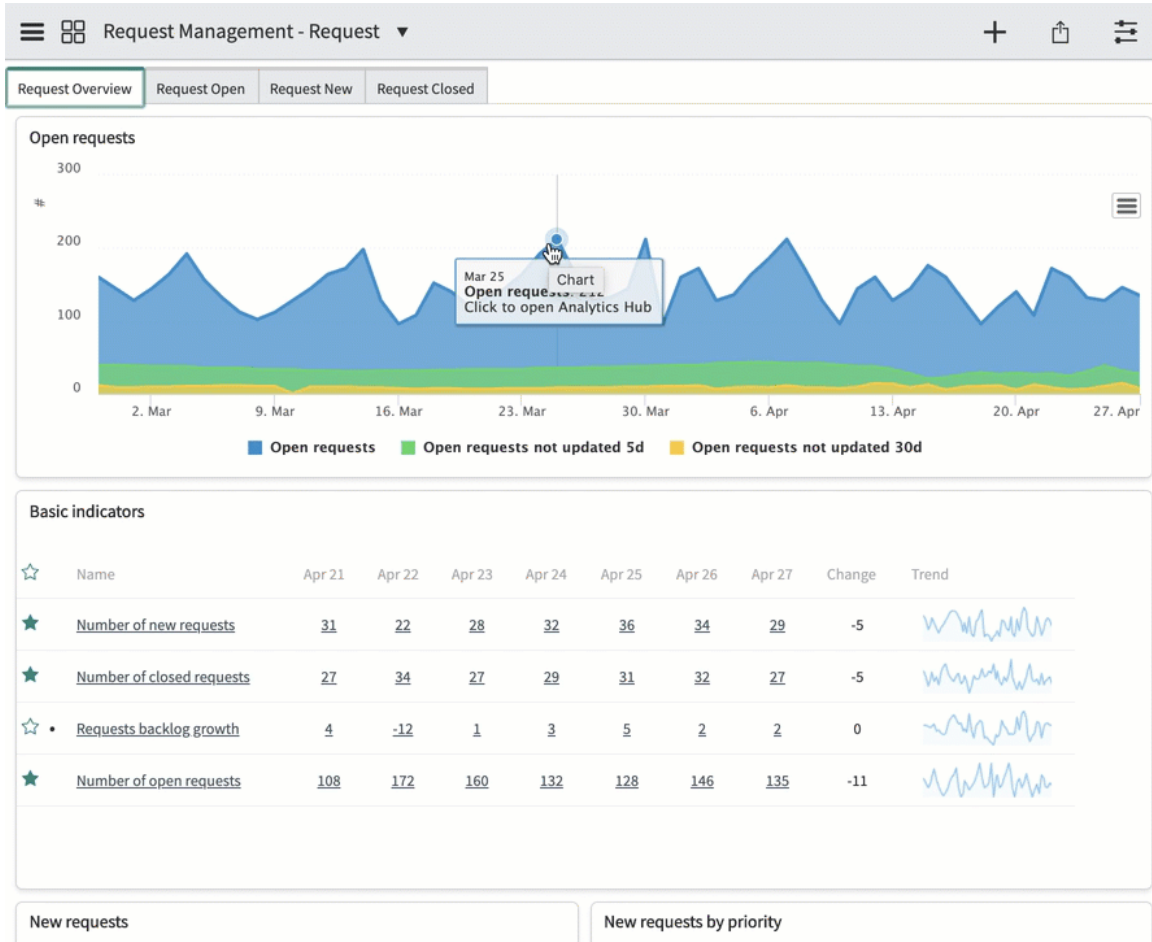 Request Management - Request ▼
Request Overview Request Open Request New Request Closed
Open requests
300
#
200
100
0
Mar 25
Chart
Open requests: 212
Click to open Analytics Hub
2. Mar 9. Mar 16. Mar 23. Mar 30. Mar 6. Apr 13. Apr 20. Apr 27. Apr
Open requests Open requests not updated 5d Open requests not updated 30d
Basic indicators
Name Apr 21 Apr 22 Apr 23 Apr 24 Apr 25 Apr 26 Apr 27 Change Trend
Number of new requests 31 22 28 32 36 34 29 -5
Number of closed requests 27 34 27 29 31 32 27 -5
• Requests backlog growth 4 -12 1 3 5 2 2 0
Number of open requests 108 172 160 132 128 146 135 -11
New requests New requests by priority